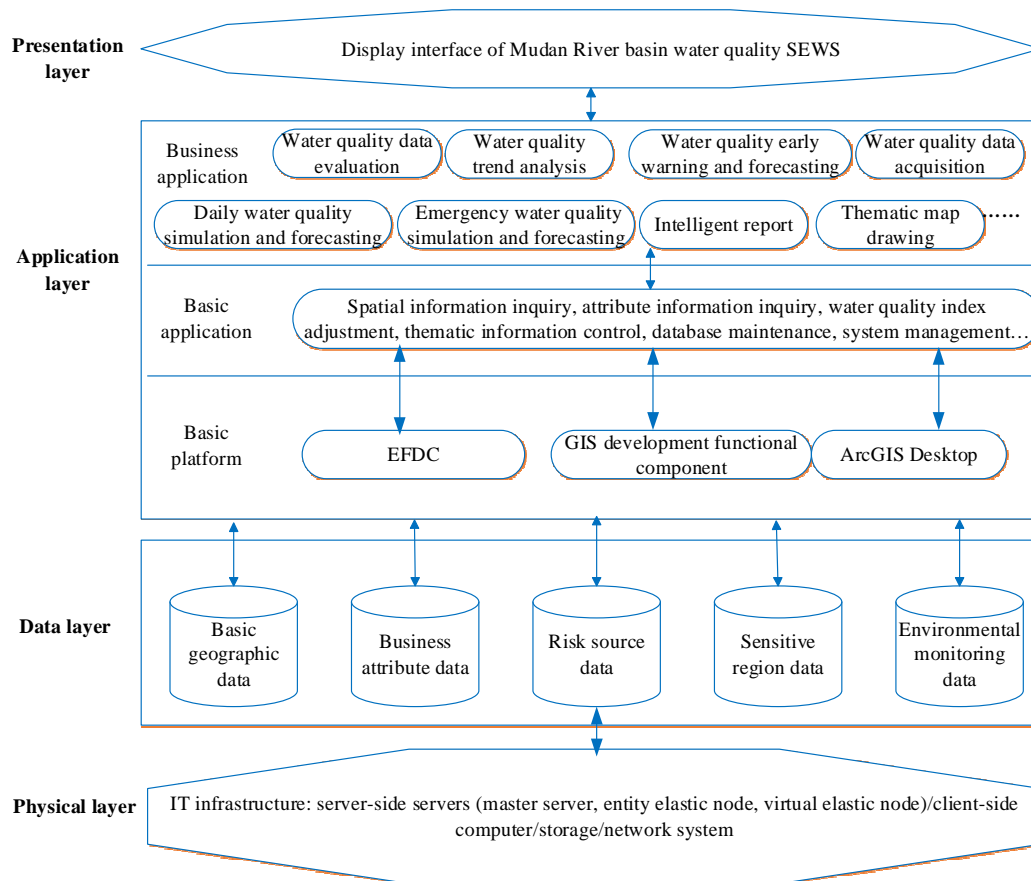 Presentation
layer
Display interface of Mudan River basin water quality SEWS
Application
layer
Business
application
Water quality data
evaluation
Water quality
trend analysis
Water quality early
warning and forecasting
Water quality data
acquisition
Daily water quality
simulation and forecasting
Emergency water quality
simulation and forecasting
Intelligent report
Thematic map
drawing
……
Basic
application
Spatial information inquiry, attribute information inquiry, water quality index
adjustment, thematic information control, database maintenance, system management…
Basic
platform
EFDC
GIS development functional
component
ArcGIS Desktop
Data layer
Basic
geographic
data
Business
attribute data
Risk source
data
Sensitive
region data
Environmental
monitoring
data
Physical layer
IT infrastructure: server-side servers (master server, entity elastic node, virtual elastic node)/client-side
computer/storage/network system